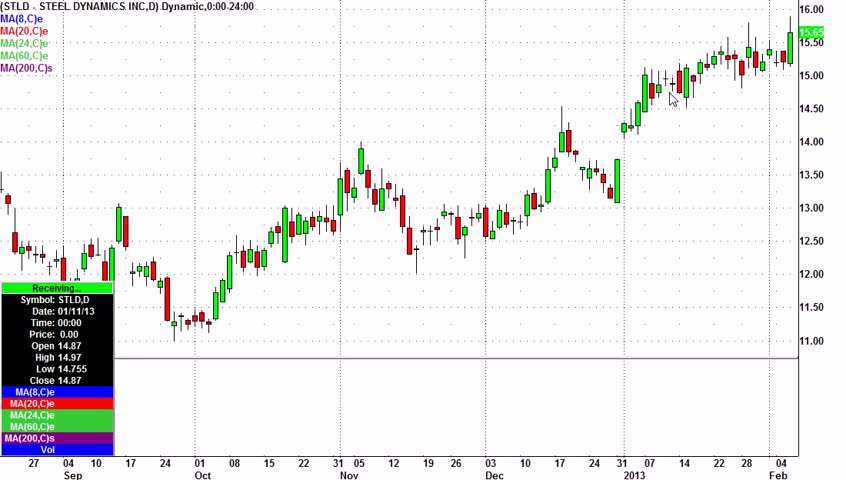 (STLD - STEEL DYNAMICS INC,D) Dynamic,0:00-24:00
MA(8,C)e
MA(20,C)e
MA(24,C)e
MA(60,C)e
MA(200,C)s
16.00
15.65
15.50
15.00
14.50
14.00
13.50
13.00
12.50
12.00
11.50
11.00
Receiving...
Symbol: STLD,D
Date: 01/11/13
Time: 00:00
Price: 0.00
Open 14.87
High 14.97
Low 14.755
Close 14.87
MA(8,C)e
MA(20,C)e
MA(24,C)e
MA(60,C)e
MA(200,C)s
Vol
27 04 10 17 24 01 08 15 22 31 05 12 19 26 03 10 17 24 31 07 14 22 28 04
Sep Oct Nov Dec 2013 Feb